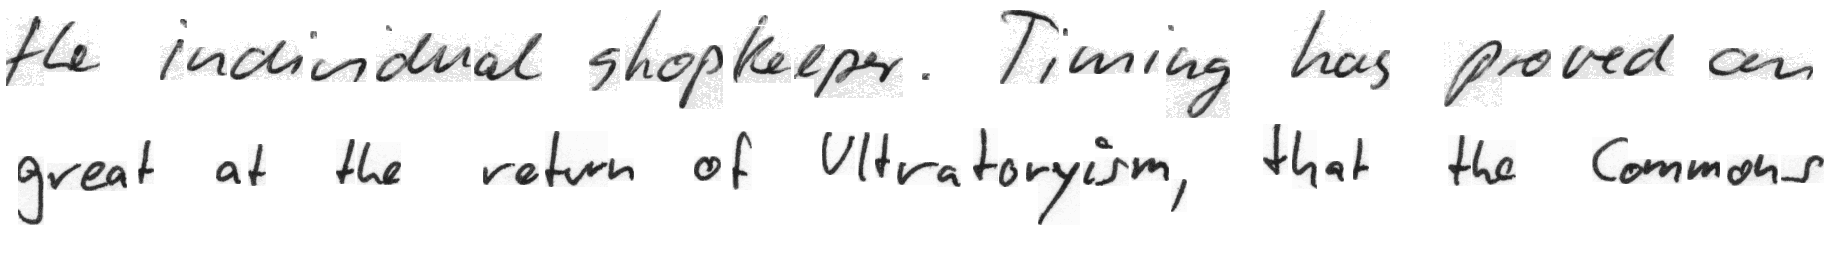 the individual shopkeeper. Timing has proved an
great at the return of Ultratoryism, that the Commons